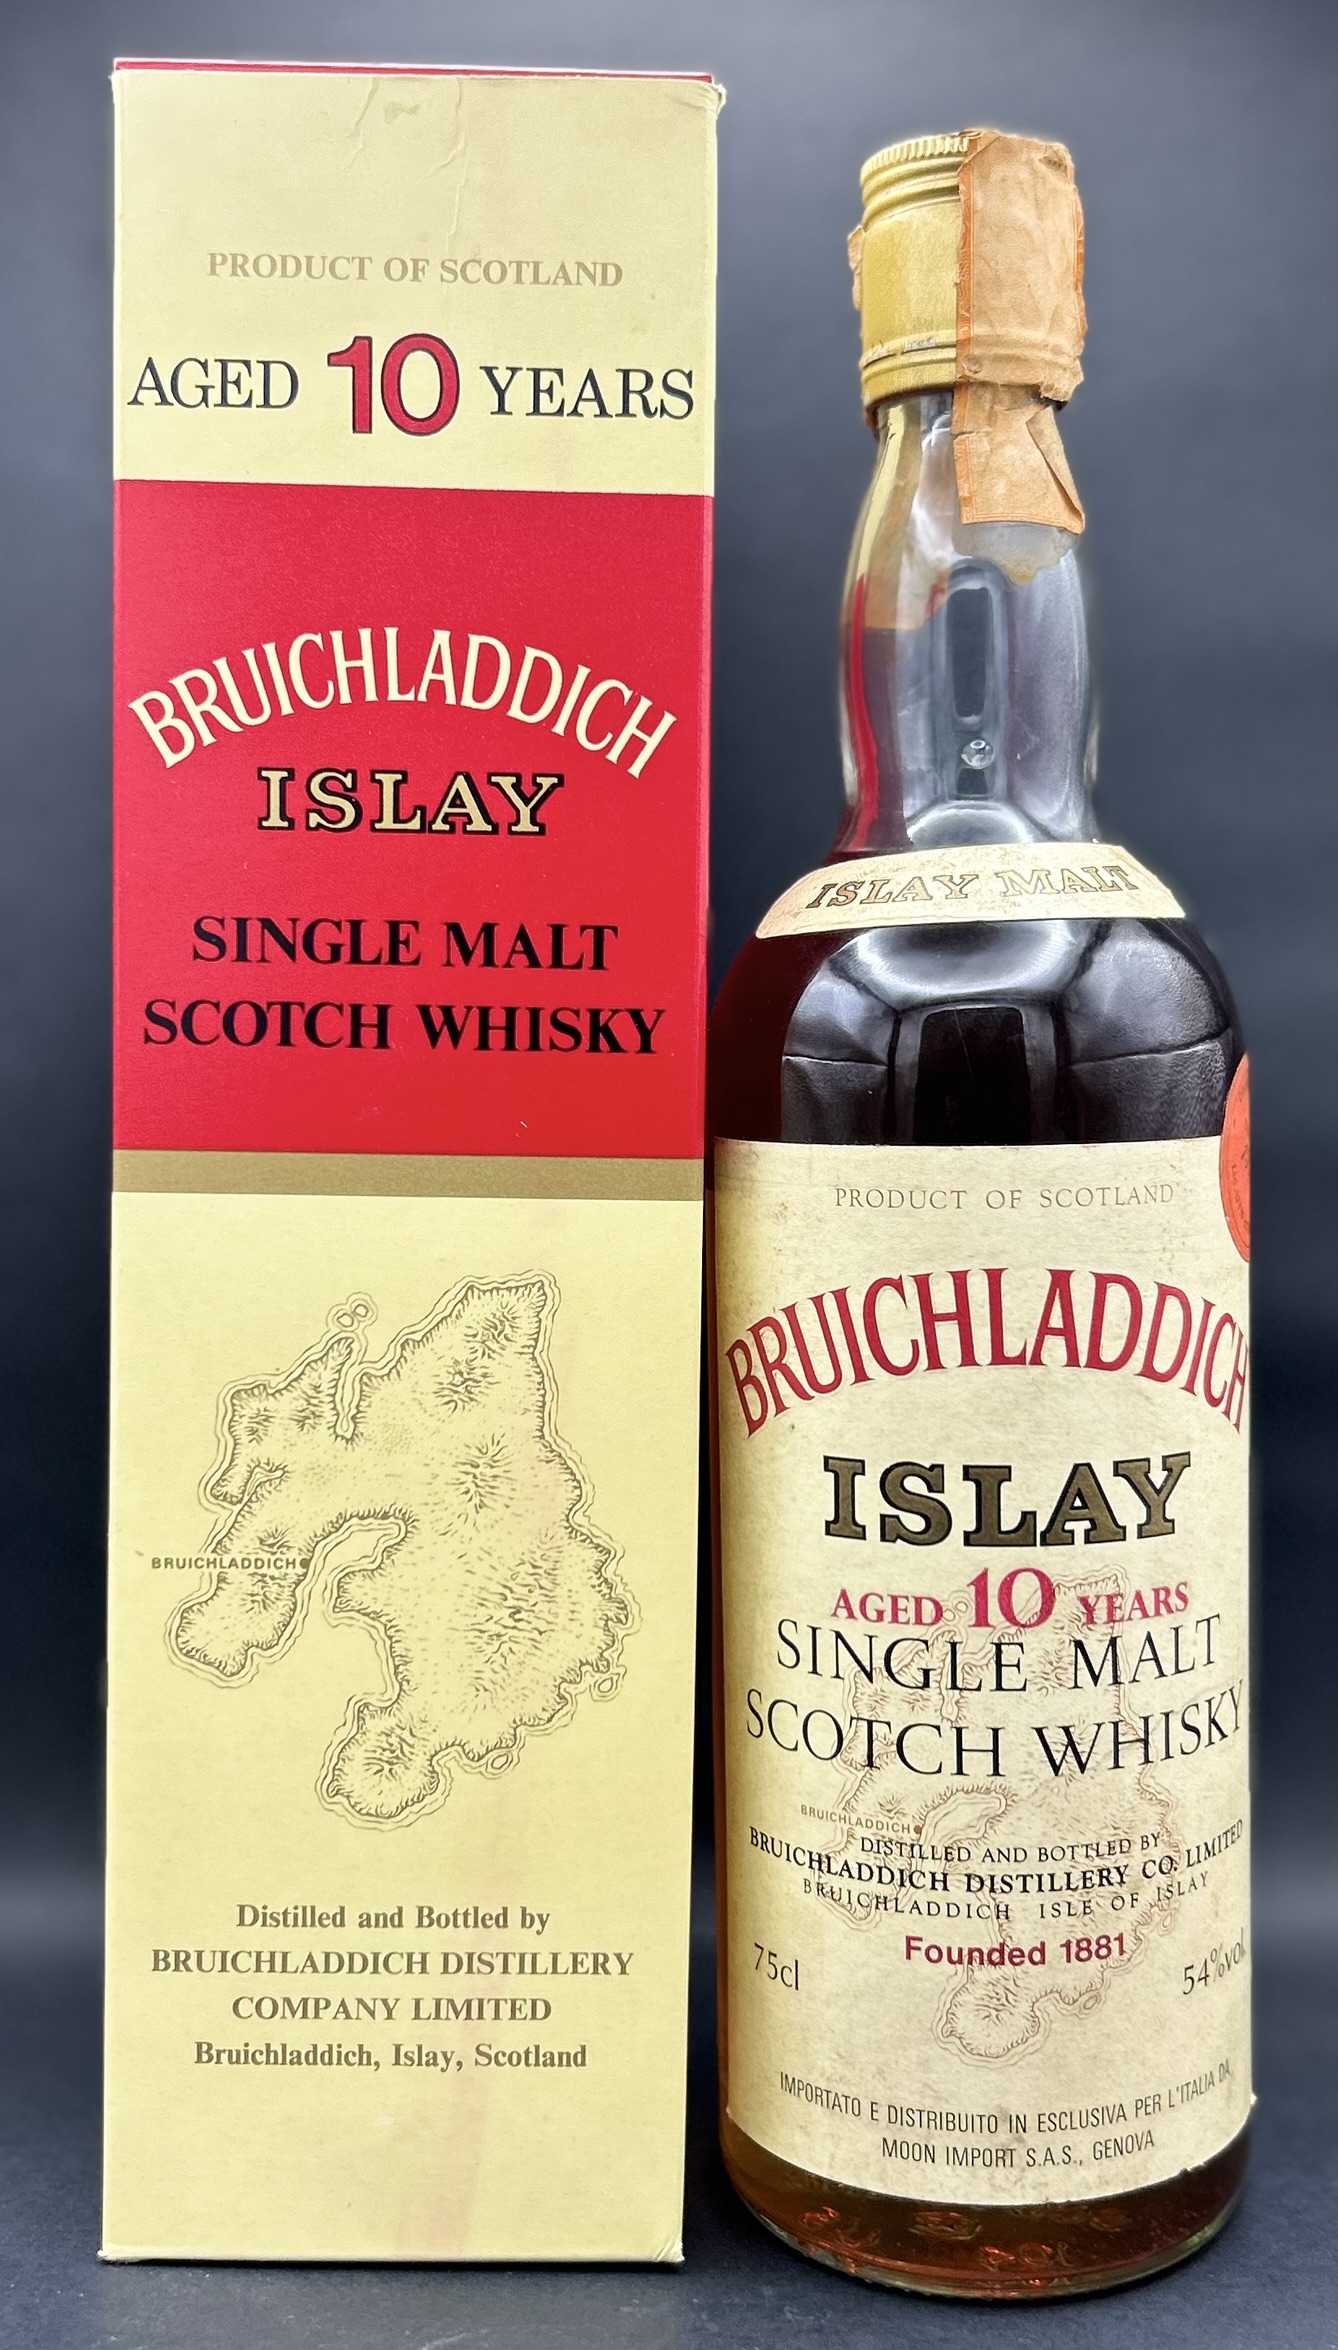 PRODUCT OF SCOTLAND
AGED 10 YEARS
BRUICHLADDICH
ISLAY
SINGLE MALT
SCOTCH WHISKY
BRUICHLADDICH
Distilled and Bottled by
BRUICHLADDICH DISTILLERY
COMPANY LIMITED
Bruichladdich, Islay, Scotland
ISLAY MALT
PRODUCT OF SCOTLAND
BRUICHLADDICH
ISLAY
AGED 10 YEARS
SINGLE MALT
SCOTCH WHISKY
BRUICHLADDICH
DISTILLED AND BOTTLED BY
BRUICHLADDICH DISTILLERY CO. LIMITED
BRUICHLADDICH ISLE OF ISLAY
Founded 1881
75cl
54%vol
IMPORTATO E DISTRIBUITO IN ESCLUSIVA PER L'ITALIA DA
MOON IMPORT S.A.S., GENOVA